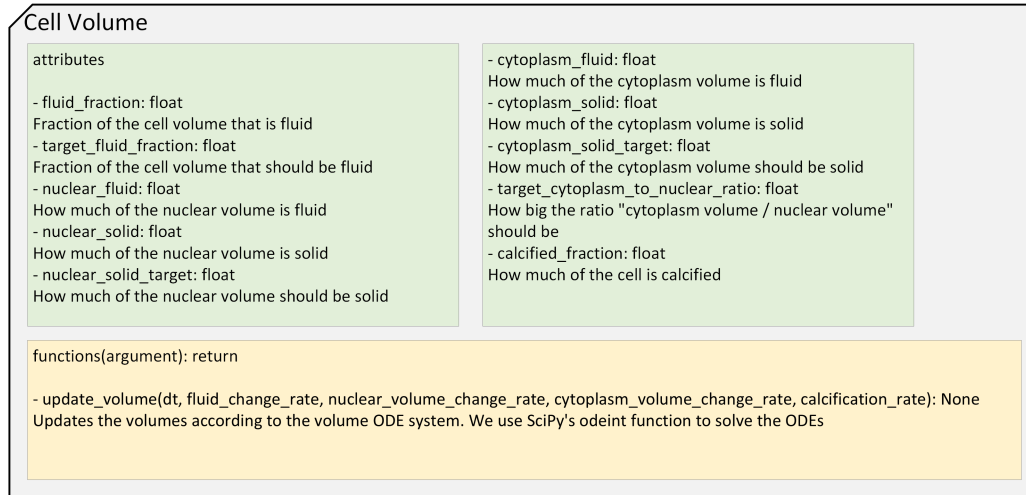 Cell Volume
attributes
- fluid_fraction: float
Fraction of the cell volume that is fluid
- target_fluid_fraction: float
Fraction of the cell volume that should be fluid
- nuclear_fluid: float
How much of the nuclear volume is fluid
- nuclear_solid: float
How much of the nuclear volume is solid
- nuclear_solid_target: float
How much of the nuclear volume should be solid
- cytoplasm_fluid: float
How much of the cytoplasm volume is fluid
- cytoplasm_solid: float
How much of the cytoplasm volume is solid
- cytoplasm_solid_target: float
How much of the cytoplasm volume should be solid
- target_cytoplasm_to_nuclear_ratio: float
How big the ratio "cytoplasm volume / nuclear volume"
should be
- calcified_fraction: float
How much of the cell is calcified
functions(argument): return
- update_volume(dt, fluid_change_rate, nuclear_volume_change_rate, cytoplasm_volume_change_rate, calcification_rate): None
Updates the volumes according to the volume ODE system. We use SciPy's odeint function to solve the ODEs